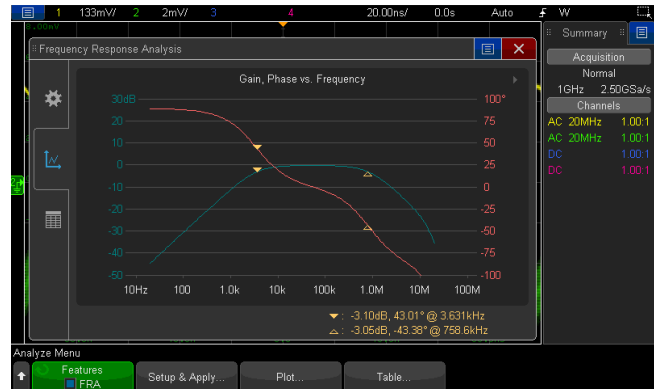 1 133mV/ 2 2mV/ 3 4 20.00ns/ 0.0s Auto W
Summary
Frequency Response Analysis
Acquisition
Normal
1GHz 2.50GSa/s
Channels
AC 20MHz 1.00:1
AC 20MHz 1.00:1
DC 1.00:1
DC 1.00:1
Gain, Phase vs. Frequency
30dB 100°
20 75
10 50
0 25
-10 0
-20 -25
-30 -50
-40 -75
-50 -100
10Hz 100 1.0k 10k 100k 1.0M 10M 100M
: -3.10dB, 43.01° @ 3.631kHz
: -3.05dB, -43.38° @ 758.6kHz
Analyze Menu
Features
FRA
Setup & Apply...
Plot...
Table...